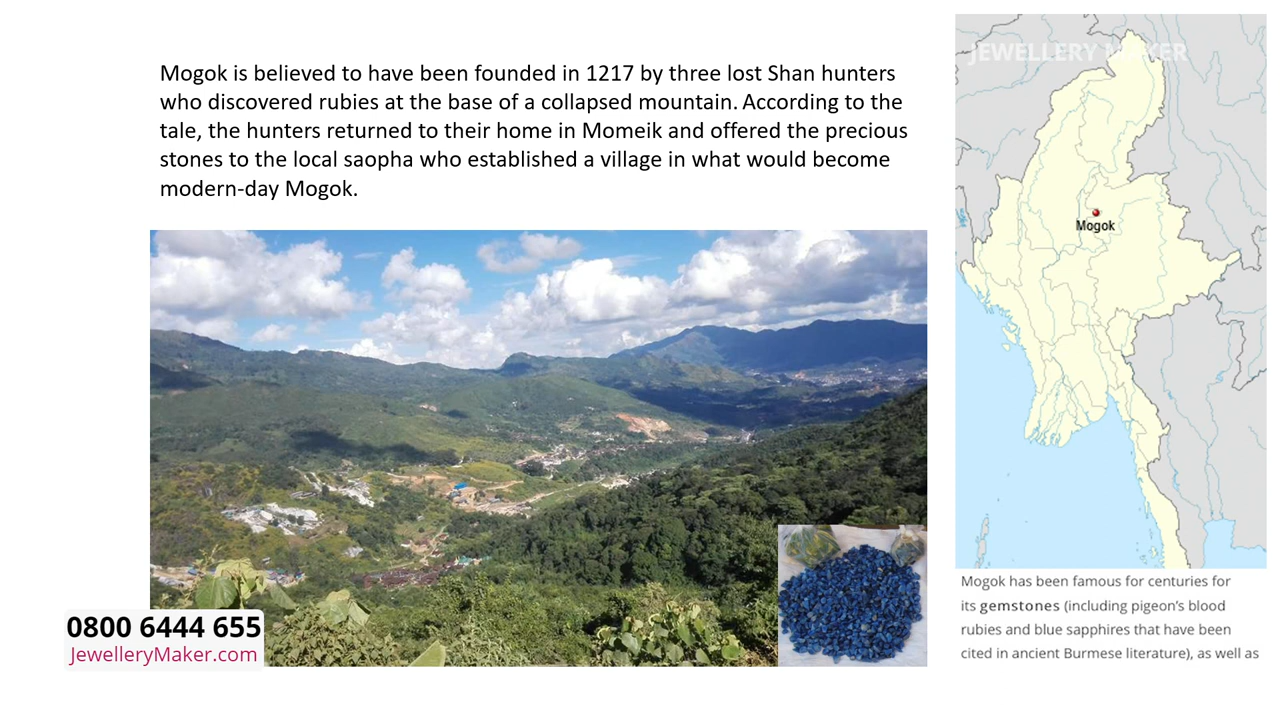 Mogok is believed to have been founded in 1217 by three lost Shan hunters
who discovered rubies at the base of a collapsed mountain. According to the
tale, the hunters returned to their home in Momeik and offered the precious
stones to the local saopha who established a village in what would become
modern-day Mogok.
JEWELLERY MAKER
Mogok
Mogok has been famous for centuries for
its gemstones (including pigeon's blood
rubies and blue sapphires that have been
cited in ancient Burmese literature), as well as
0800 6444 655
JewelleryMaker.com